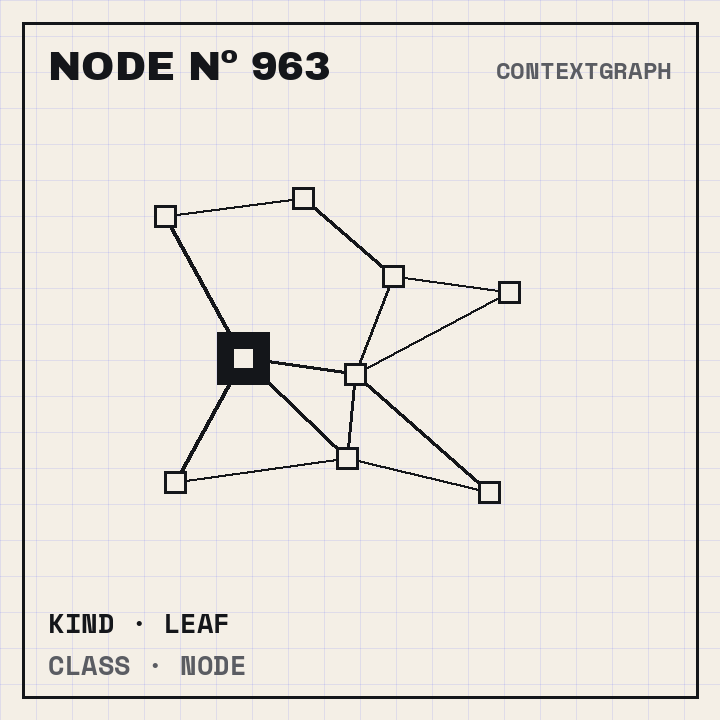 NODE Nº 963
CONTEXTGRAPH
KIND · LEAF
CLASS · NODE